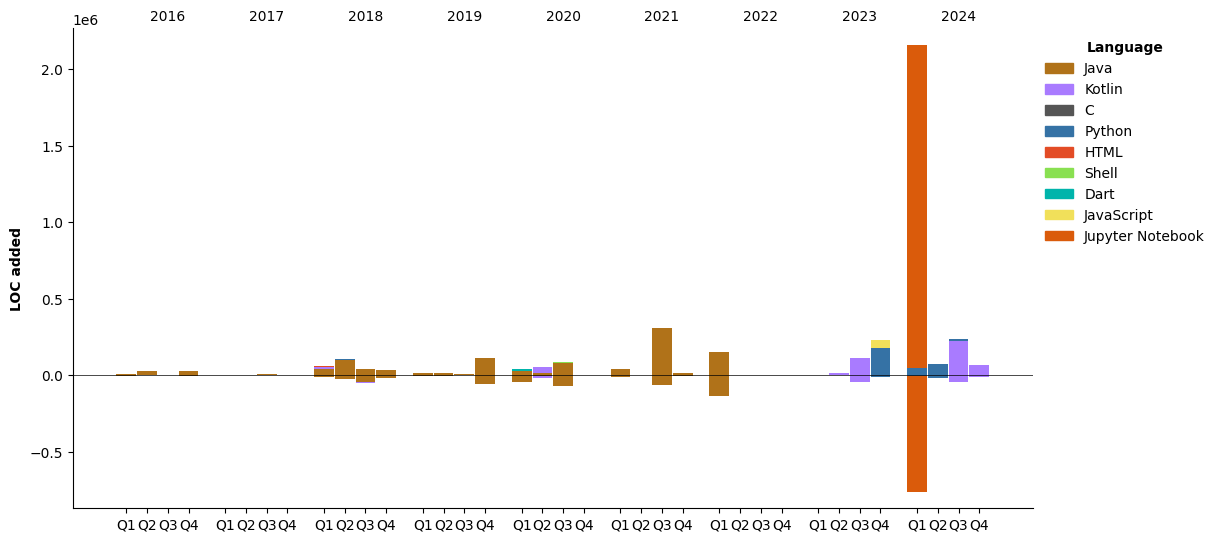 1e6
2016 2017 2018 2019 2020 2021 2022 2023 2024
LOC added
2.0
1.5
1.0
0.5
0.0
−0.5
Q1 Q2 Q3 Q4 Q1 Q2 Q3 Q4 Q1 Q2 Q3 Q4 Q1 Q2 Q3 Q4 Q1 Q2 Q3 Q4 Q1 Q2 Q3 Q4 Q1 Q2 Q3 Q4 Q1 Q2 Q3 Q4 Q1 Q2 Q3 Q4
Language
Java
Kotlin
C
Python
HTML
Shell
Dart
JavaScript
Jupyter Notebook